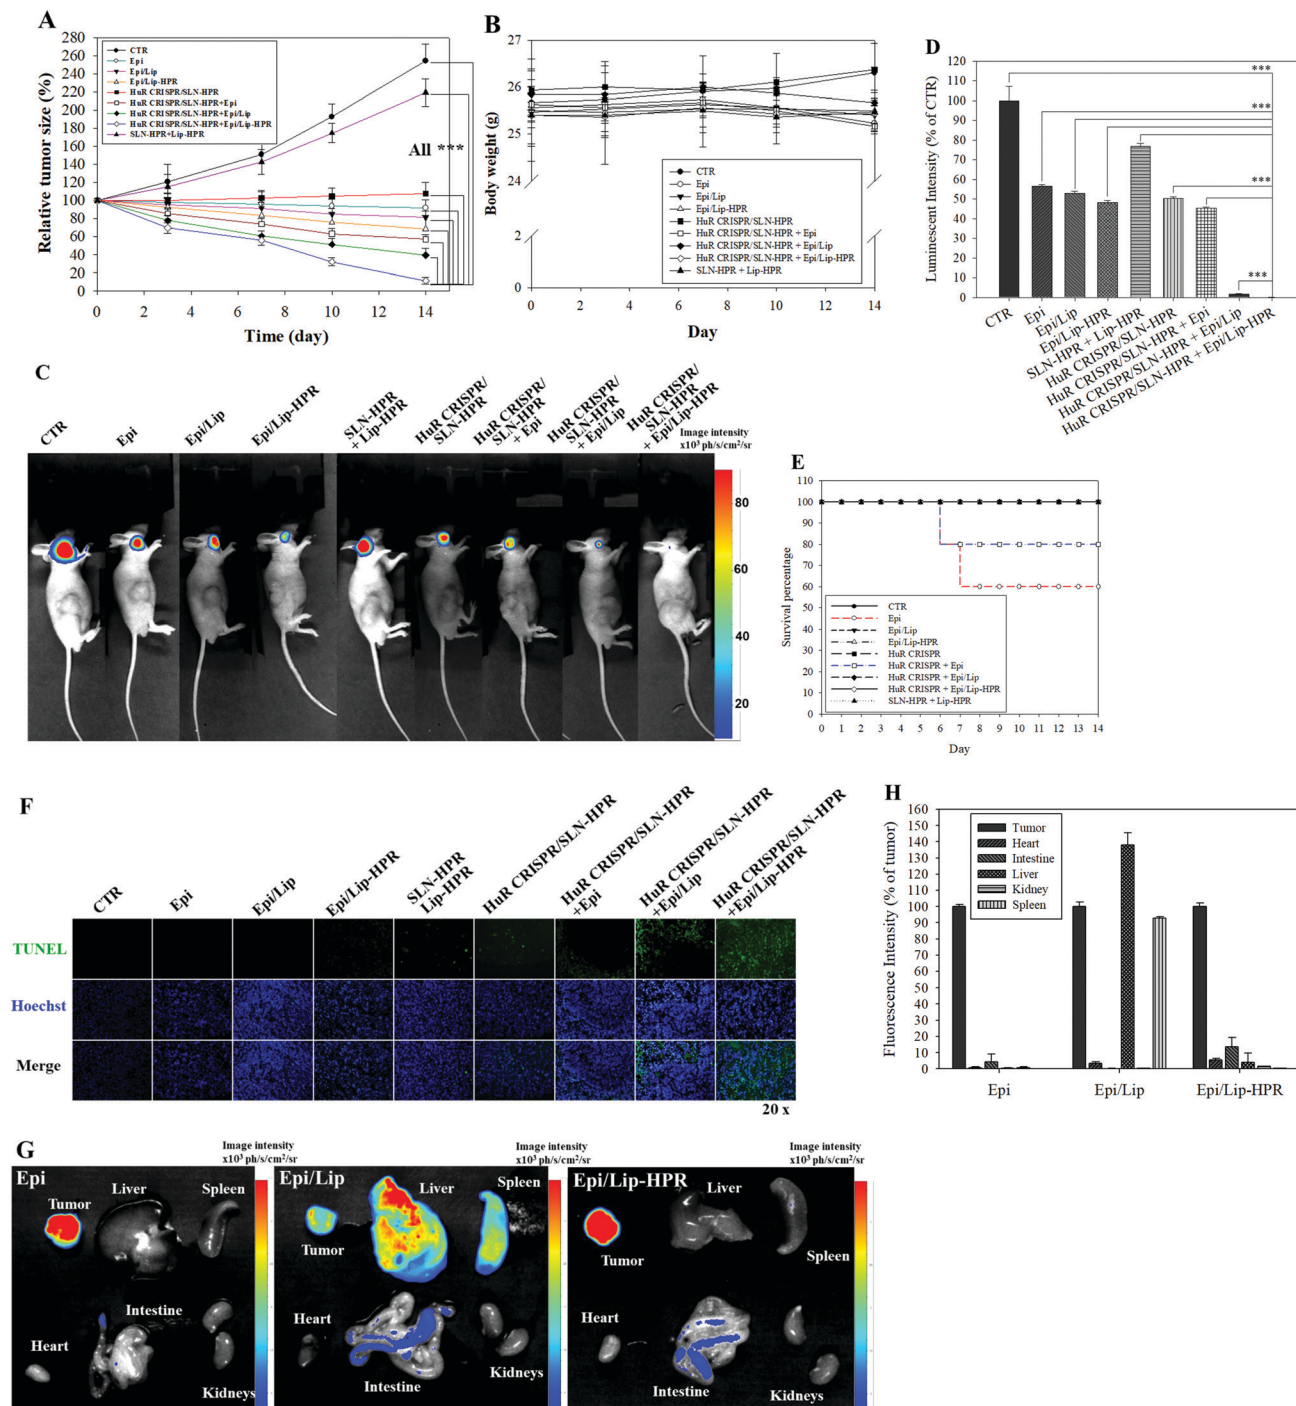 A
Relative tumor size (%)
280
260
240
220
200
180
160
140
120
100
80
60
40
20
0
0 2 4 6 8 10 12 14
Time (day)
CTR
Epi
Epi/Lip
Epi/Lip-HPR
HuR CRISPR/SLN-HPR
HuR CRISPR/SLN-HPR+Epi
HuR CRISPR/SLN-HPR+Epi/Lip
HuR CRISPR/SLN-HPR+Epi/Lip-HPR
SLN-HPR+Lip-HPR
All ***
B
Body weight (g)
27
26
25
24
2
0
0 2 4 6 8 10 12 14
Day
CTR
Epi
Epi/Lip
Epi/Lip-HPR
HuR CRISPR/SLN-HPR
HuR CRISPR/SLN-HPR + Epi
HuR CRISPR/SLN-HPR + Epi/Lip
HuR CRISPR/SLN-HPR + Epi/Lip-HPR
SLN-HPR + Lip-HPR
D
Luminescent Intensity (% of CTR)
120
110
100
90
80
70
60
50
40
30
20
10
0
***
***
***
***
CTR
Epi
Epi/Lip
Epi/Lip-HPR
SLN-HPR + Lip-HPR
HuR CRISPR/SLN-HPR
HuR CRISPR/SLN-HPR + Epi
HuR CRISPR/SLN-HPR + Epi/Lip
HuR CRISPR/SLN-HPR + Epi/Lip-HPR
C
CTR
Epi
Epi/Lip
Epi/Lip-HPR
SLN-HPR
+ Lip-HPR
HuR CRISPR/
SLN-HPR
HuR CRISPR/
SLN-HPR
+ Epi
HuR CRISPR/
SLN-HPR
+ Epi/Lip
HuR CRISPR/
SLN-HPR
+ Epi/Lip-HPR
Image intensity
x10³ ph/s/cm²/sr
80
60
40
20
E
Survival percentage
110
100
90
80
70
60
50
40
30
20
10
0
0 1 2 3 4 5 6 7 8 9 10 11 12 13 14
Day
CTR
Epi
Epi/Lip
Epi/Lip-HPR
HuR CRISPR
HuR CRISPR + Epi
HuR CRISPR + Epi/Lip
HuR CRISPR + Epi/Lip-HPR
SLN-HPR + Lip-HPR
F
CTR
Epi
Epi/Lip
Epi/Lip-HPR
SLN-HPR
Lip-HPR
HuR CRISPR/SLN-HPR
HuR CRISPR/SLN-HPR
+Epi
HuR CRISPR/SLN-HPR
+Epi/Lip
HuR CRISPR/SLN-HPR
+Epi/Lip-HPR
TUNEL
Hoechst
Merge
20 x
H
Fluorescence Intensity (% of tumor)
160
150
140
130
120
110
100
90
80
70
60
50
40
30
20
10
0
Tumor
Heart
Intestine
Liver
Kidney
Spleen
Epi Epi/Lip Epi/Lip-HPR
G
Image intensity
x10³ ph/s/cm²/sr
Epi
Tumor
Liver
Spleen
Intestine
Heart
Kidneys
Image intensity
x10³ ph/s/cm²/sr
Epi/Lip
Liver
Spleen
Tumor
Heart
Intestine
Kidneys
Image intensity
x10³ ph/s/cm²/sr
Epi/Lip-HPR
Liver
Tumor
Spleen
Heart
Intestine
Kidneys